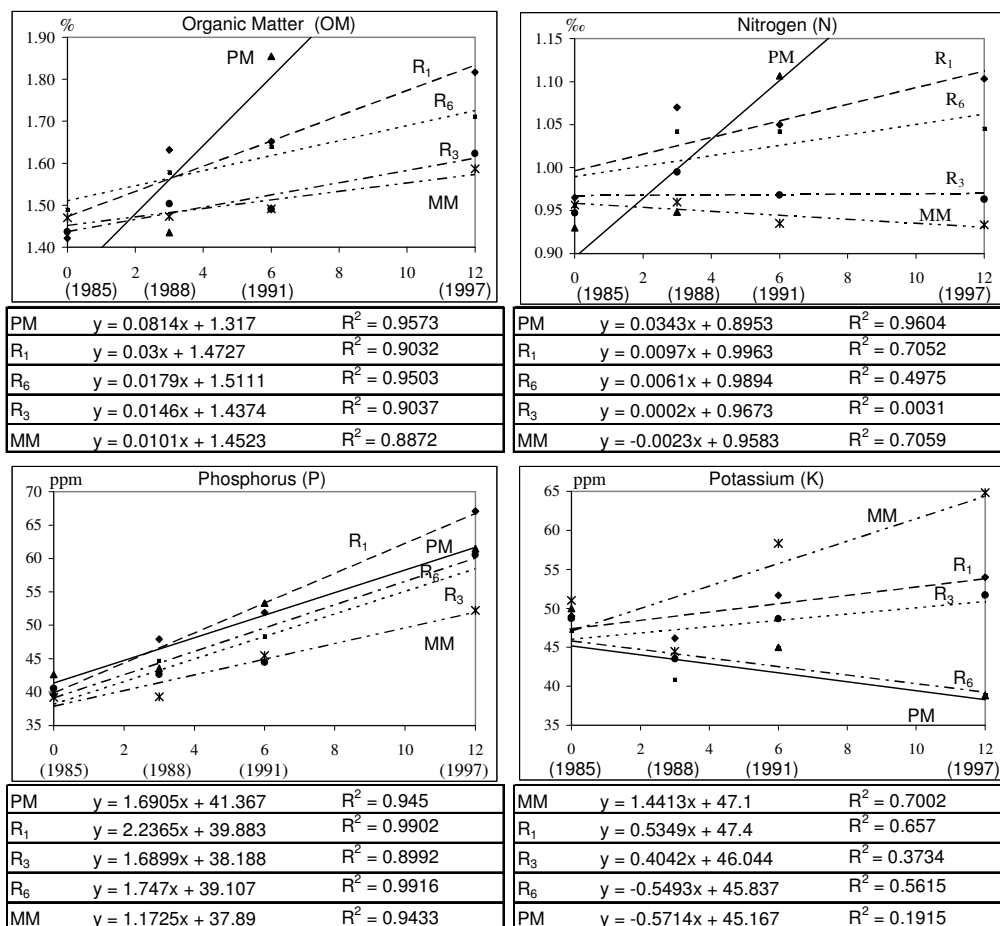 % Organic Matter (OM)
1.90
1.80
1.70
1.60
1.50
1.40
PM
R1
R6
R3
MM
0 2 4 6 8 10 12
(1985) (1988) (1991) (1997)
PM y = 0.0814x + 1.317 R² = 0.9573
R1 y = 0.03x + 1.4727 R² = 0.9032
R6 y = 0.0179x + 1.5111 R² = 0.9503
R3 y = 0.0146x + 1.4374 R² = 0.9037
MM y = 0.0101x + 1.4523 R² = 0.8872
‰ Nitrogen (N)
1.15
1.10
1.05
1.00
0.95
0.90
PM
R1
R6
R3
MM
0 2 4 6 8 10 12
(1985) (1988) (1991) (1997)
PM y = 0.0343x + 0.8953 R² = 0.9604
R1 y = 0.0097x + 0.9963 R² = 0.7052
R6 y = 0.0061x + 0.9894 R² = 0.4975
R3 y = 0.0002x + 0.9673 R² = 0.0031
MM y = -0.0023x + 0.9583 R² = 0.7059
ppm Phosphorus (P)
70
65
60
55
50
45
40
35
R1
PM
R6
R3
MM
0 2 4 6 8 10 12
(1985) (1988) (1991) (1997)
PM y = 1.6905x + 41.367 R² = 0.945
R1 y = 2.2365x + 39.883 R² = 0.9902
R3 y = 1.6899x + 38.188 R² = 0.8992
R6 y = 1.747x + 39.107 R² = 0.9916
MM y = 1.1725x + 37.89 R² = 0.9433
ppm Potassium (K)
65
60
55
50
45
40
35
MM
R1
R3
R6
PM
0 2 4 6 8 10 12
(1985) (1988) (1991) (1997)
MM y = 1.4413x + 47.1 R² = 0.7002
R1 y = 0.5349x + 47.4 R² = 0.657
R3 y = 0.4042x + 46.044 R² = 0.3734
R6 y = -0.5493x + 45.837 R² = 0.5615
PM y = -0.5714x + 45.167 R² = 0.1915